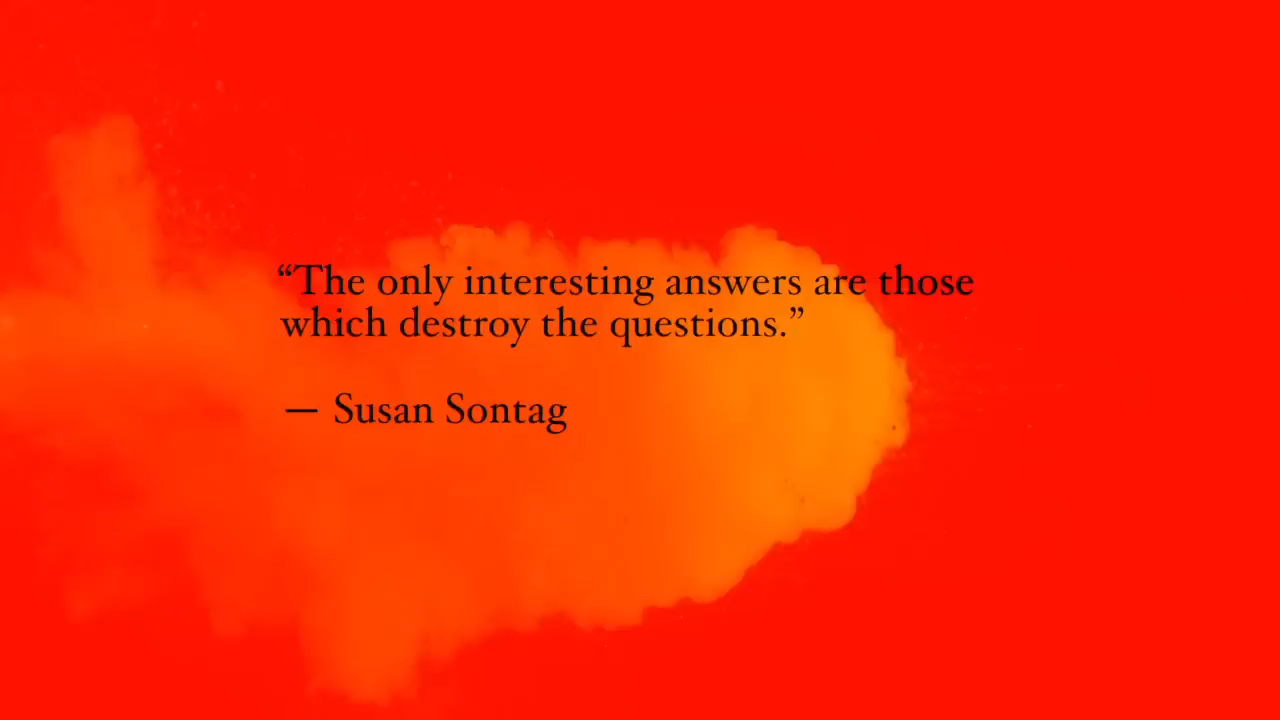 “The only interesting answers are those
which destroy the questions.”
— Susan Sontag